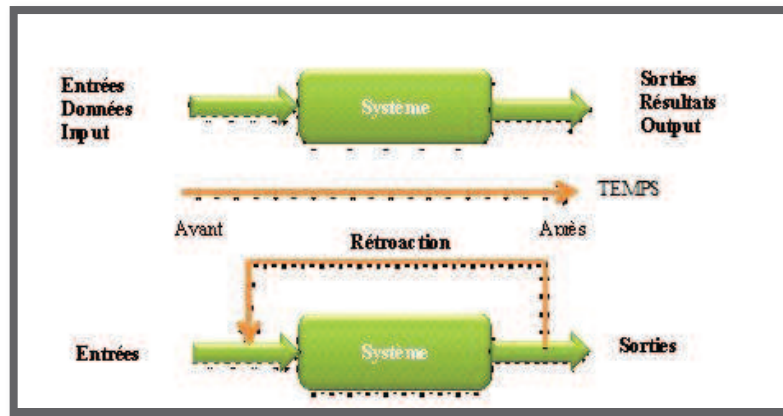 Entrées
Données
Input
Système
Sorties
Résultats
Output
TEMPS
Avant
Après
Rétroaction
Entrées
Système
Sorties